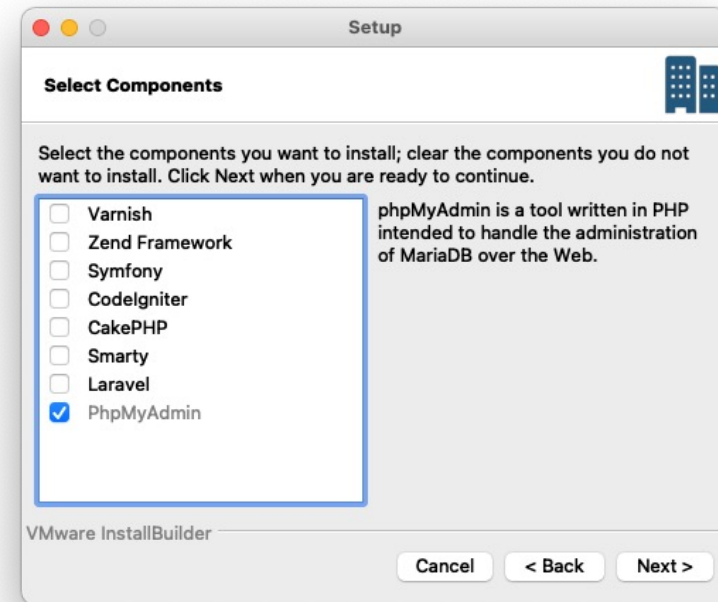 Setup
Select Components
Select the components you want to install; clear the components you do not
want to install. Click Next when you are ready to continue.
Varnish
Zend Framework
Symfony
CodeIgniter
CakePHP
Smarty
Laravel
PhpMyAdmin
phpMyAdmin is a tool written in PHP
intended to handle the administration
of MariaDB over the Web.
VMware InstallBuilder
Cancel
< Back
Next >